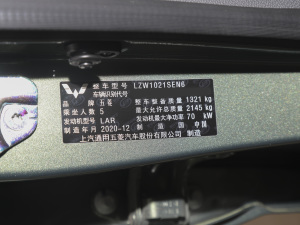 整车型号 LZW1021SEN6
车辆识别代号
品牌 五菱 整车整备质量 1321 kg
乘坐人数 5 最大允许总质量 2145 kg
发动机型号 LAR 发动机最大净功率 70 kW
制造年月 2020-12 制造国 中国
上汽通用五菱汽车股份有限公司制造